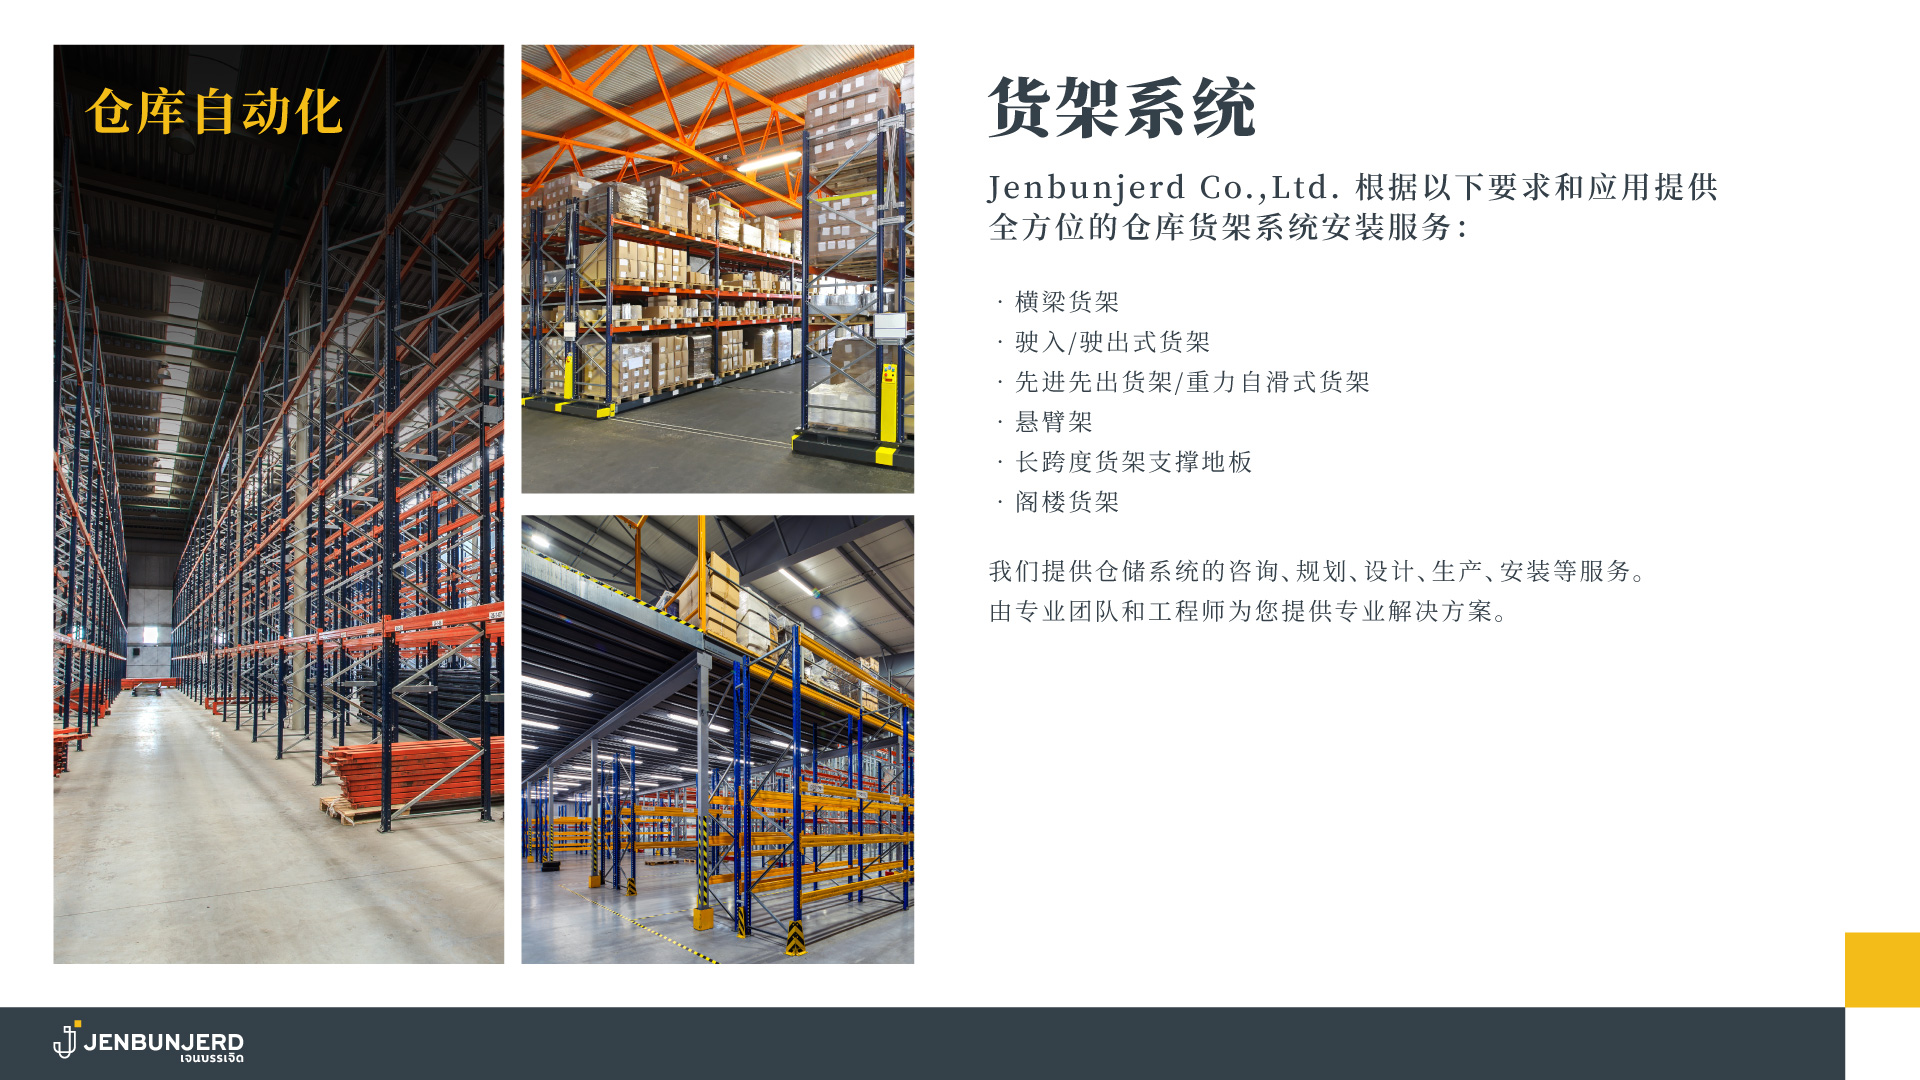 仓库自动化
货架系统
Jenbunjerd Co.,Ltd. 根据以下要求和应用提供
全方位的仓库货架系统安装服务：
· 横梁货架
· 驶入/驶出式货架
· 先进先出货架/重力自滑式货架
· 悬臂架
· 长跨度货架支撑地板
· 阁楼货架
我们提供仓储系统的咨询、规划、设计、生产、安装等服务。
由专业团队和工程师为您提供专业解决方案。
JENBUNJERD
เจนบรรเจิด